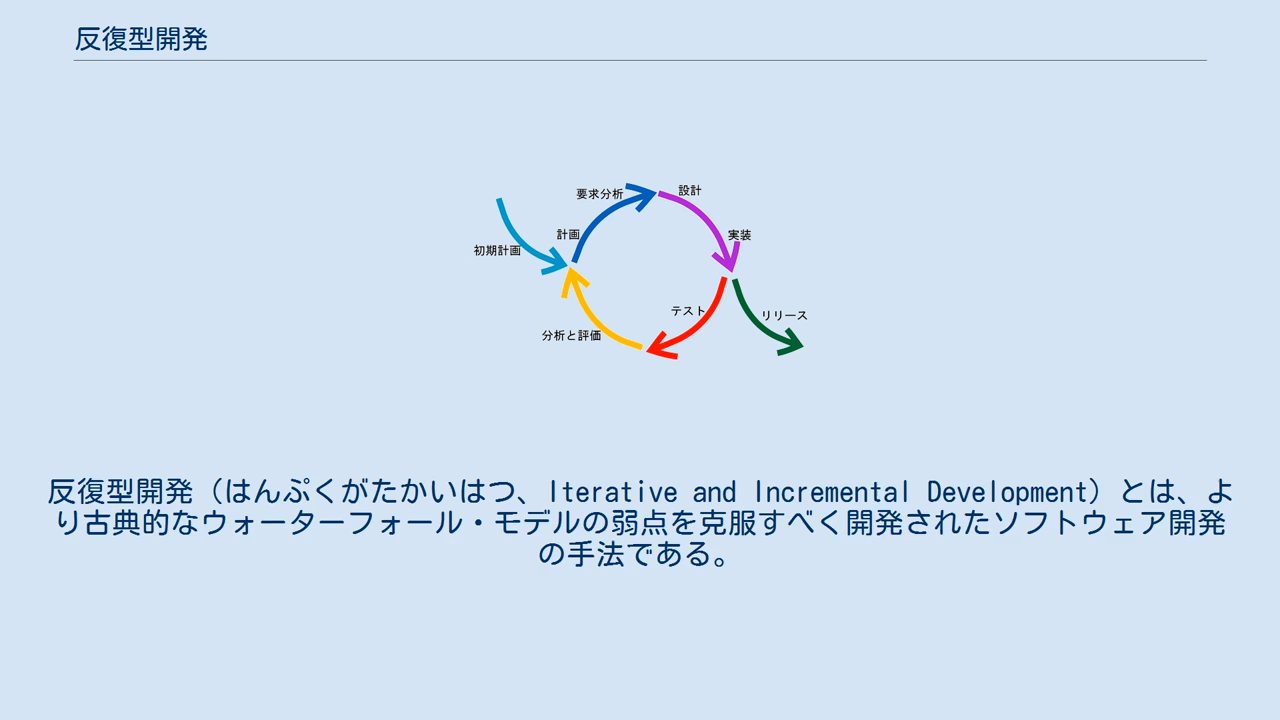 反復型開発
要求分析
設計
計画
実装
初期計画
テスト
リリース
分析と評価
反復型開発（はんぷくがたかいはつ、Iterative and Incremental Development）とは、よ
り古典的なウォーターフォール・モデルの弱点を克服すべく開発されたソフトウェア開発
の手法である。